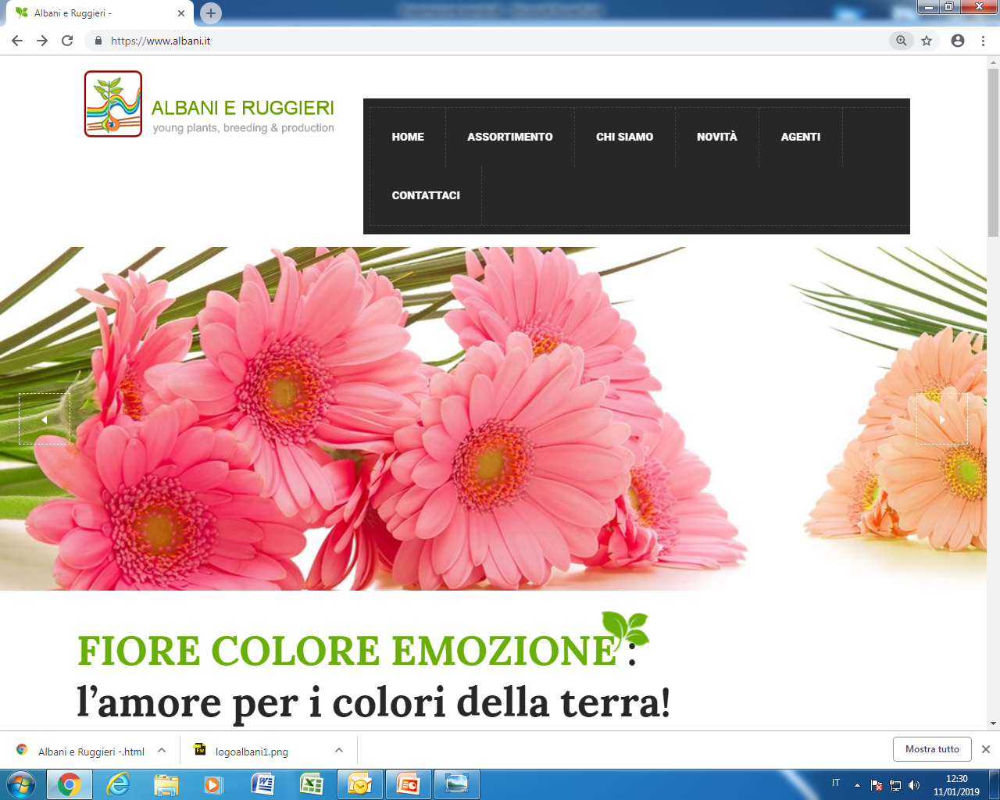 Albani e Ruggieri -
https://www.albani.it
ALBANI E RUGGIERI
young plants, breeding & production
HOME ASSORTIMENTO CHI SIAMO NOVITÀ AGENTI
CONTATTACI
FIORE COLORE EMOZIONE :
l’amore per i colori della terra!
Albani e Ruggieri -.html
Fw
logoalbani1.png
Mostra tutto
IT
12:30
11/01/2019